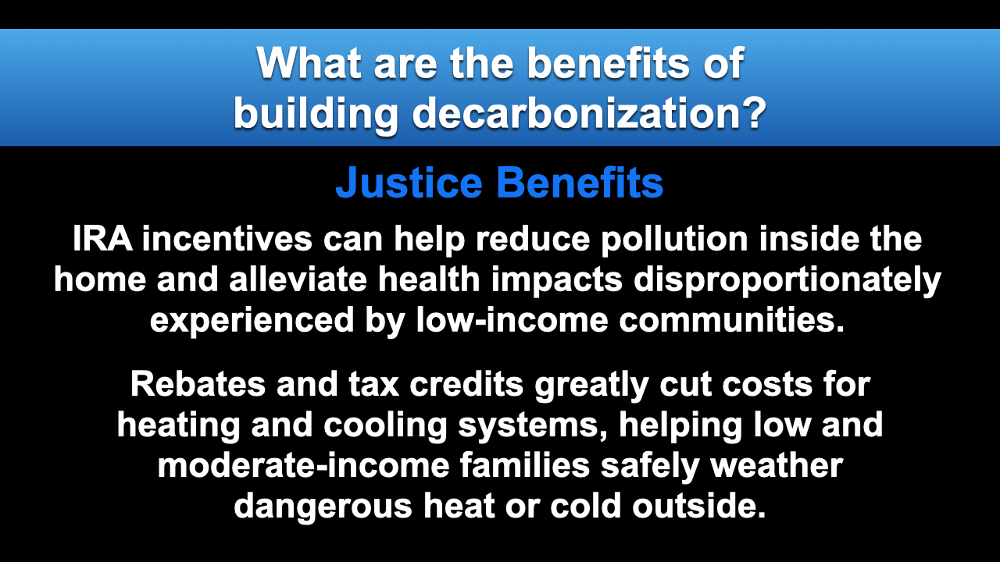 What are the benefits of
building decarbonization?
Justice Benefits
IRA incentives can help reduce pollution inside the
home and alleviate health impacts disproportionately
experienced by low-income communities.
Rebates and tax credits greatly cut costs for
heating and cooling systems, helping low and
moderate-income families safely weather
dangerous heat or cold outside.